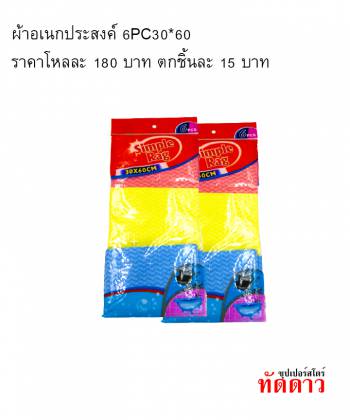 ผ้าอเนกประสงค์ 6PC30*60
ราคาโหลละ 180 บาท ตกชิ้นละ 15 บาท
Simple
Rag
30X60CM
Simple
Rag
60CM
ซุปเปอร์สโตร์
ทัดดาว